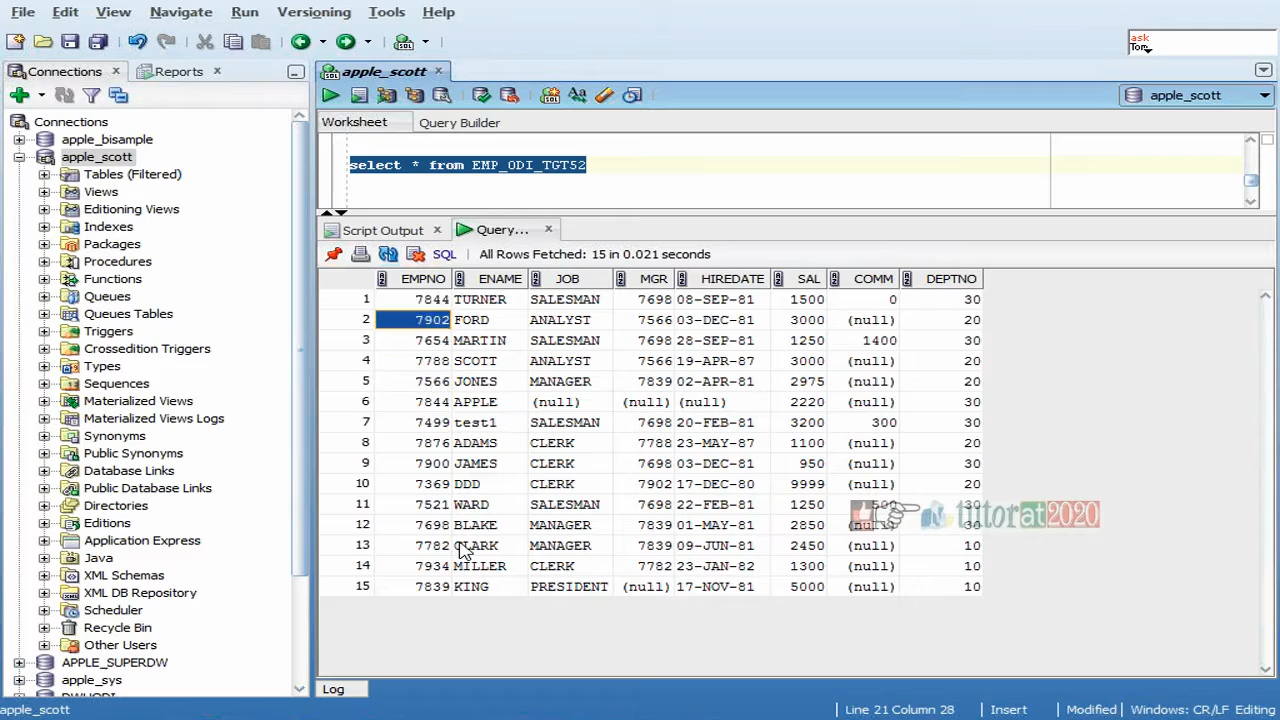 File Edit View Navigate Run Versioning Tools Help
ask
Tom
Connections Reports apple_scott
apple_scott
Worksheet Query Builder
select * from EMP_ODI_TGT52
Connections
apple_bisample
apple_scott
Tables (Filtered)
Views
Editioning Views
Indexes
Packages
Procedures
Functions
Queues
Queues Tables
Triggers
Crossedition Triggers
Types
Sequences
Materialized Views
Materialized Views Logs
Synonyms
Public Synonyms
Database Links
Public Database Links
Directories
Editions
Application Express
Java
XML Schemas
XML DB Repository
Scheduler
Recycle Bin
Other Users
APPLE_SUPERDW
apple_sys
Script Output Query...
SQL All Rows Fetched: 15 in 0.021 seconds
EMPNO ENAME JOB MGR HIREDATE SAL COMM DEPTNO
1 7844 TURNER SALESMAN 7698 08-SEP-81 1500 0 30
2 7902 FORD ANALYST 7566 03-DEC-81 3000 (null) 20
3 7654 MARTIN SALESMAN 7698 28-SEP-81 1250 1400 30
4 7788 SCOTT ANALYST 7566 19-APR-87 3000 (null) 20
5 7566 JONES MANAGER 7839 02-APR-81 2975 (null) 20
6 7844 APPLE (null) (null) (null) 2220 (null) 30
7 7499 test1 SALESMAN 7698 20-FEB-81 3200 300 30
8 7876 ADAMS CLERK 7788 23-MAY-87 1100 (null) 20
9 7900 JAMES CLERK 7698 03-DEC-81 950 (null) 30
10 7369 DDD CLERK 7902 17-DEC-80 9999 (null) 20
11 7521 WARD SALESMAN 7698 22-FEB-81 1250 500 30
12 7698 BLAKE MANAGER 7839 01-MAY-81 2850 (null) 30
13 7782 CLARK MANAGER 7839 09-JUN-81 2450 (null) 10
14 7934 MILLER CLERK 7782 23-JAN-82 1300 (null) 10
15 7839 KING PRESIDENT (null) 17-NOV-81 5000 (null) 10
tutorat2020
Log
apple_scott Line 21 Column 28 Insert Modified Windows: CR/LF Editing